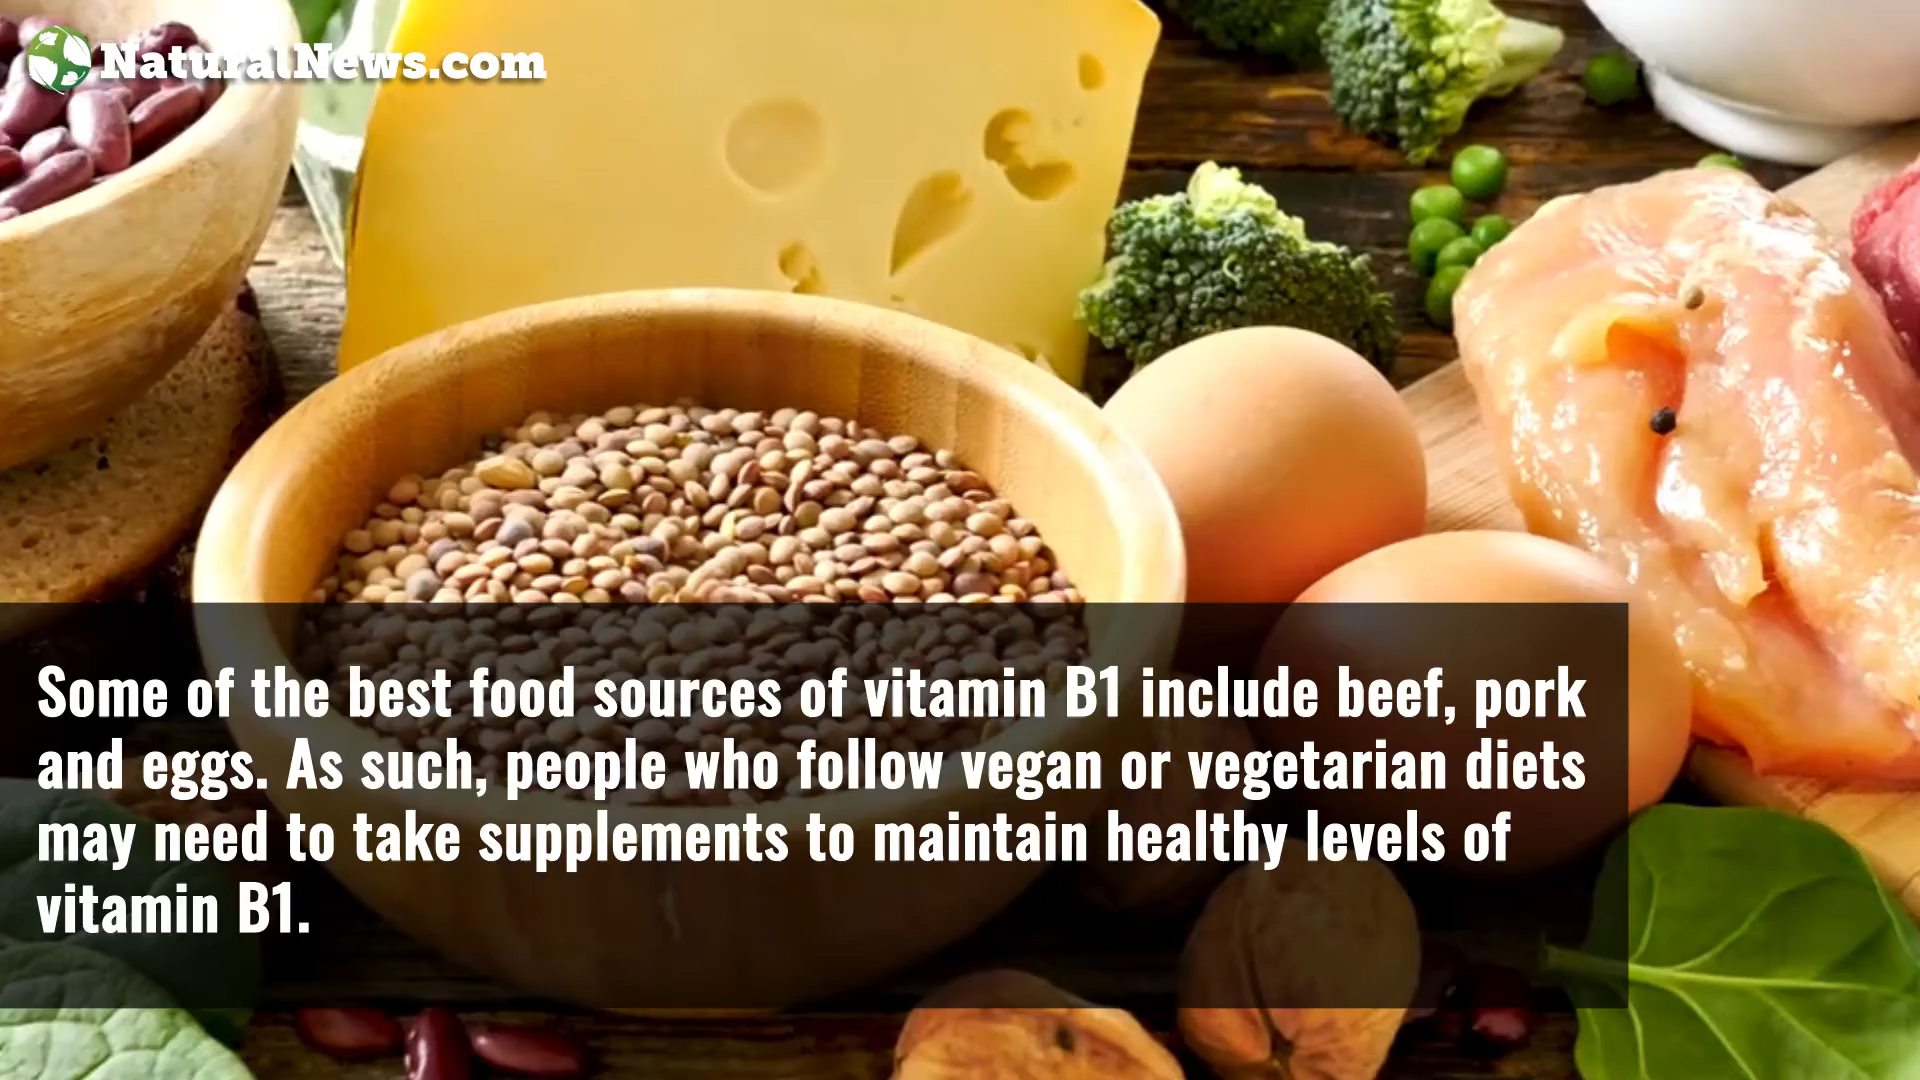 NaturalNews.com
Some of the best food sources of vitamin B1 include beef, pork
and eggs. As such, people who follow vegan or vegetarian diets
may need to take supplements to maintain healthy levels of
vitamin B1.